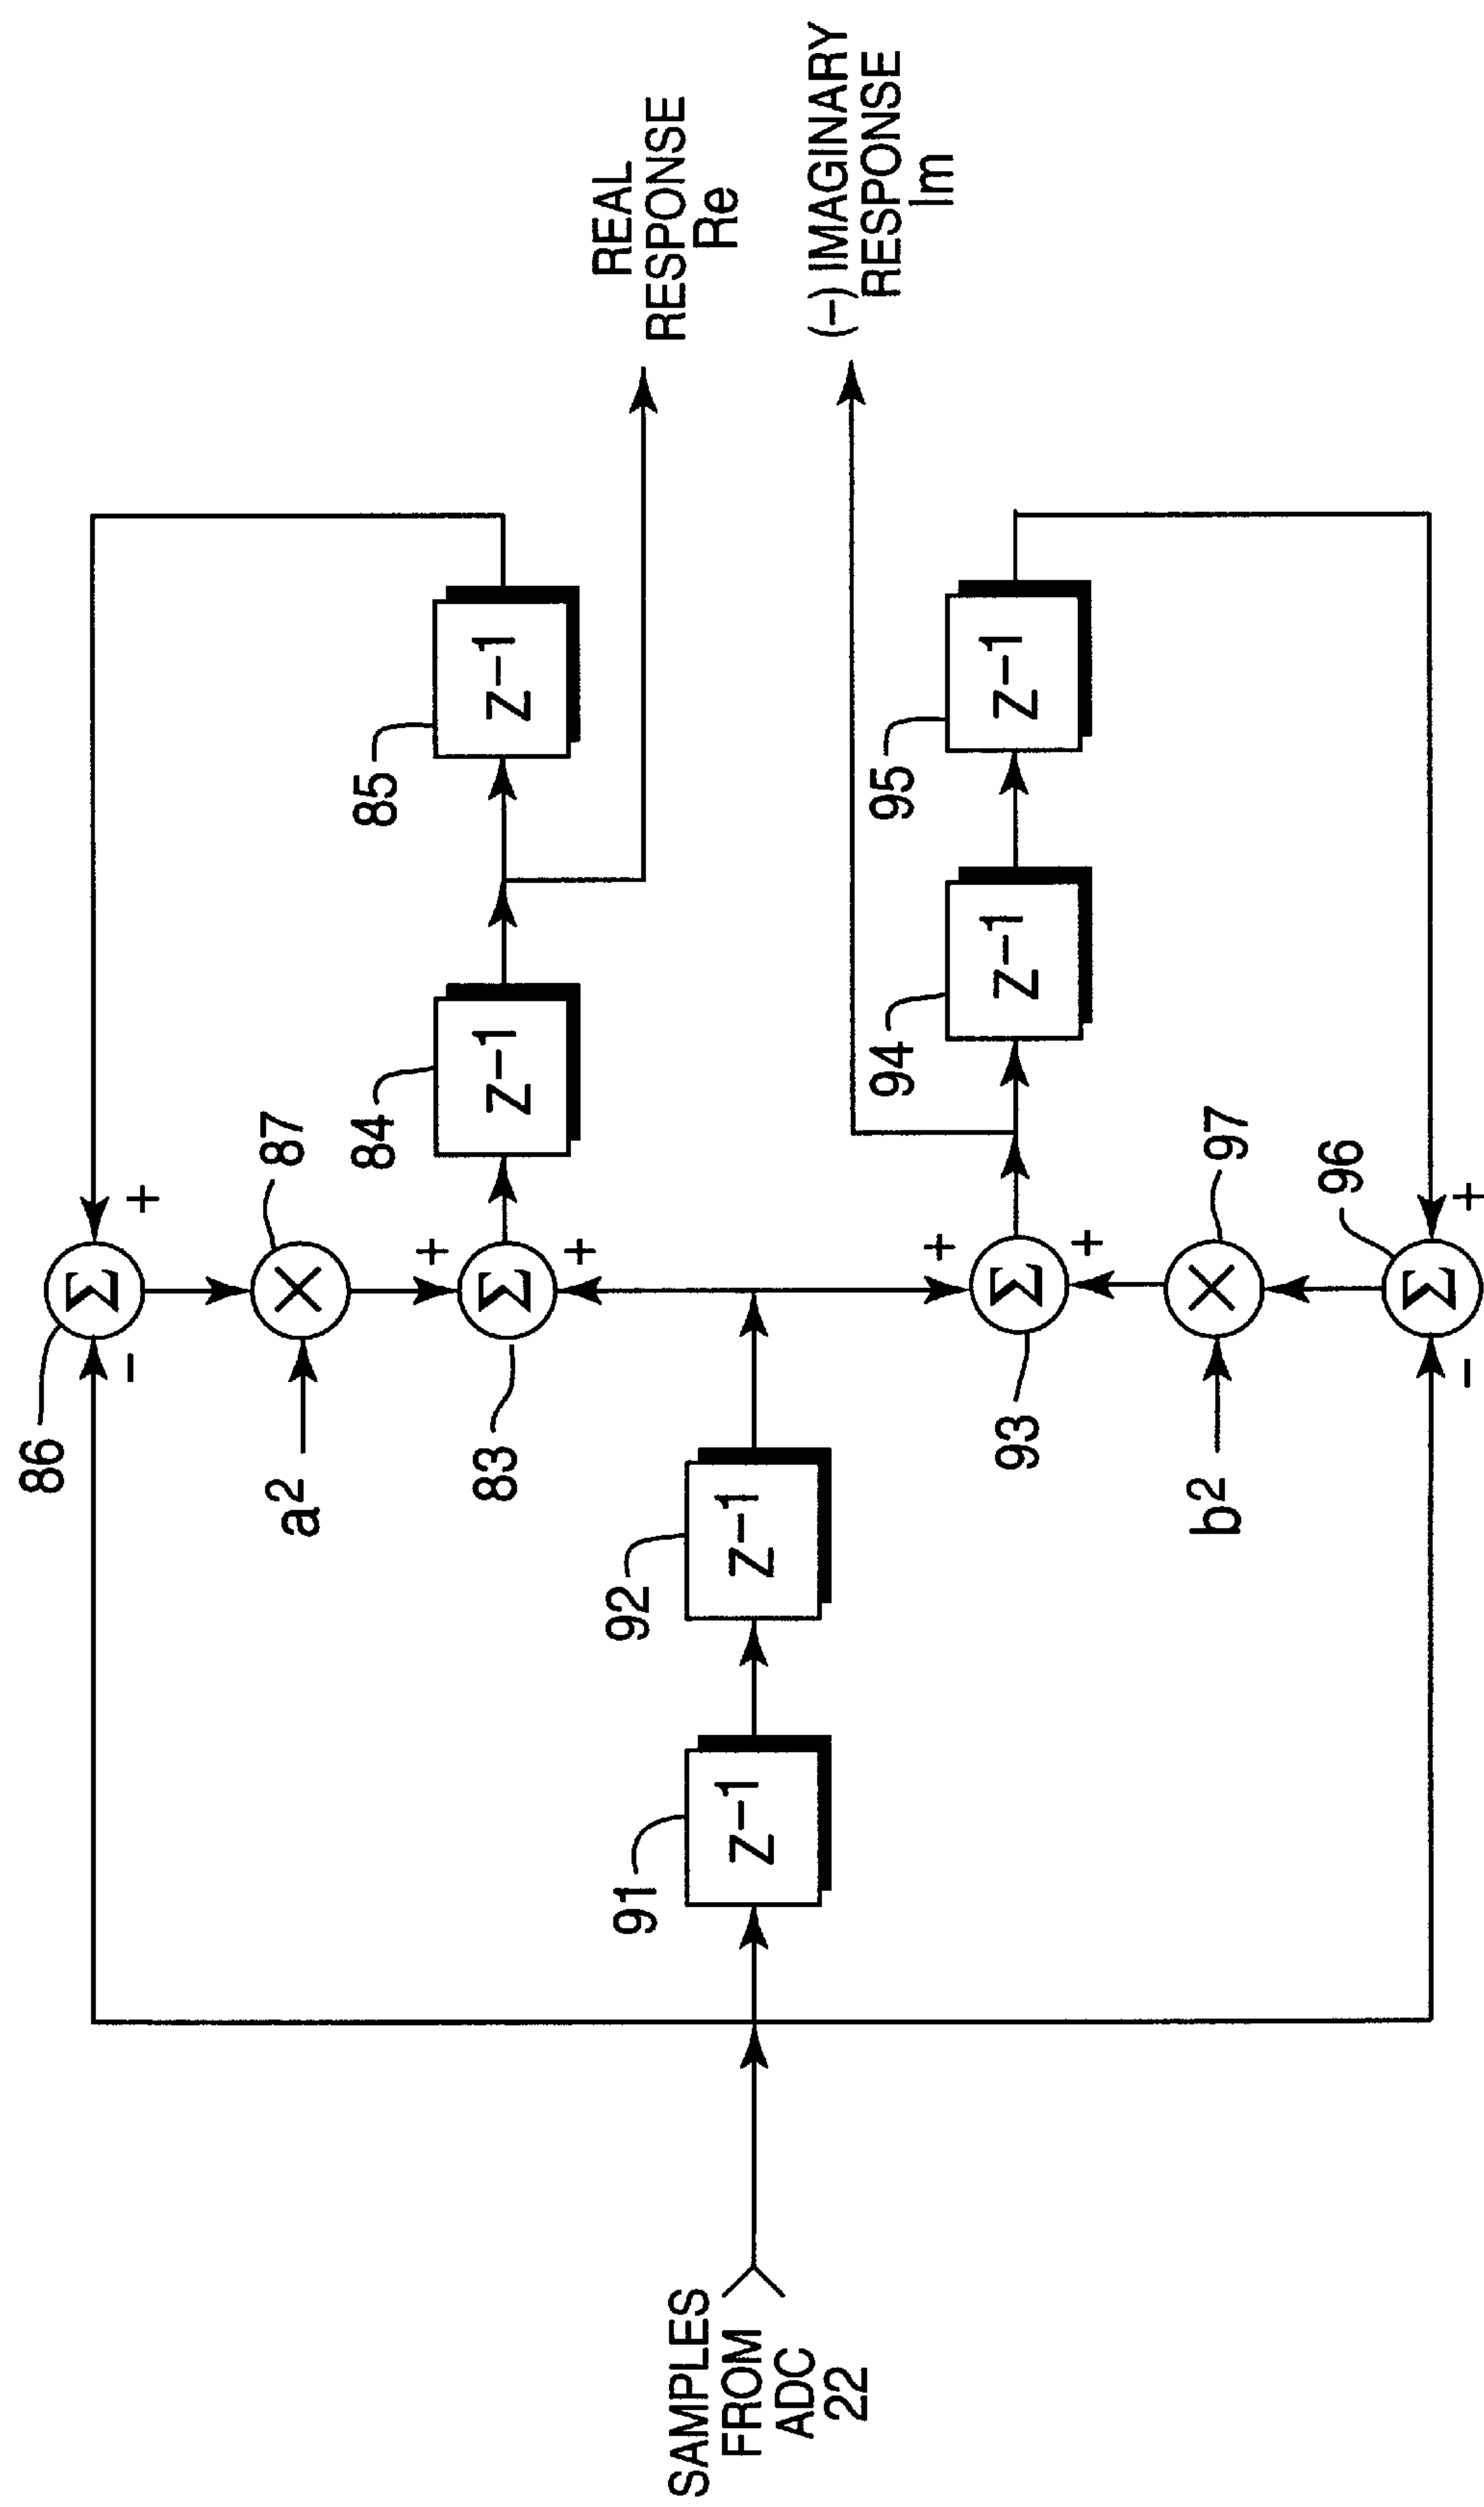 SAMPLES
FROM
ADC
22
91
z⁻¹
92
z⁻¹
86
Σ
−
+
a²
×
87
83
Σ
+
+
84
z⁻¹
85
z⁻¹
REAL
RESPONSE
Re
93
Σ
+
+
94
z⁻¹
95
z⁻¹
(−) IMAGINARY
RESPONSE
Im
b²
×
97
96
Σ
−
+